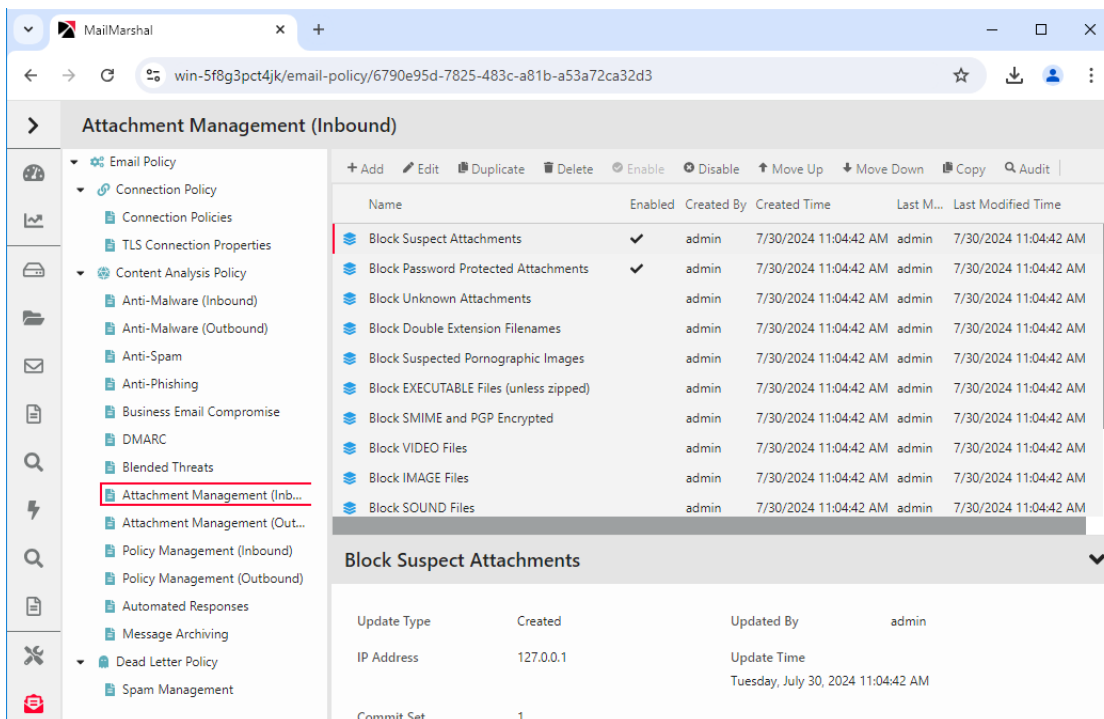 MailMarshal
win-5f8g3pct4jk/email-policy/6790e95d-7825-483c-a81b-a53a72ca32d3
Attachment Management (Inbound)
Email Policy
Connection Policy
Connection Policies
TLS Connection Properties
Content Analysis Policy
Anti-Malware (Inbound)
Anti-Malware (Outbound)
Anti-Spam
Anti-Phishing
Business Email Compromise
DMARC
Blended Threats
Attachment Management (Inb...
Attachment Management (Out...
Policy Management (Inbound)
Policy Management (Outbound)
Automated Responses
Message Archiving
Dead Letter Policy
Spam Management
Add Edit Duplicate Delete Enable Disable Move Up Move Down Copy Audit
Name Enabled Created By Created Time Last M... Last Modified Time
Block Suspect Attachments admin 7/30/2024 11:04:42 AM admin 7/30/2024 11:04:42 AM
Block Password Protected Attachments admin 7/30/2024 11:04:42 AM admin 7/30/2024 11:04:42 AM
Block Unknown Attachments admin 7/30/2024 11:04:42 AM admin 7/30/2024 11:04:42 AM
Block Double Extension Filenames admin 7/30/2024 11:04:42 AM admin 7/30/2024 11:04:42 AM
Block Suspected Pornographic Images admin 7/30/2024 11:04:42 AM admin 7/30/2024 11:04:42 AM
Block EXECUTABLE Files (unless zipped) admin 7/30/2024 11:04:42 AM admin 7/30/2024 11:04:42 AM
Block SMIME and PGP Encrypted admin 7/30/2024 11:04:42 AM admin 7/30/2024 11:04:42 AM
Block VIDEO Files admin 7/30/2024 11:04:42 AM admin 7/30/2024 11:04:42 AM
Block IMAGE Files admin 7/30/2024 11:04:42 AM admin 7/30/2024 11:04:42 AM
Block SOUND Files admin 7/30/2024 11:04:42 AM admin 7/30/2024 11:04:42 AM
Block Suspect Attachments
Update Type Created Updated By admin
IP Address 127.0.0.1 Update Time
Tuesday, July 30, 2024 11:04:42 AM
Commit Set 1